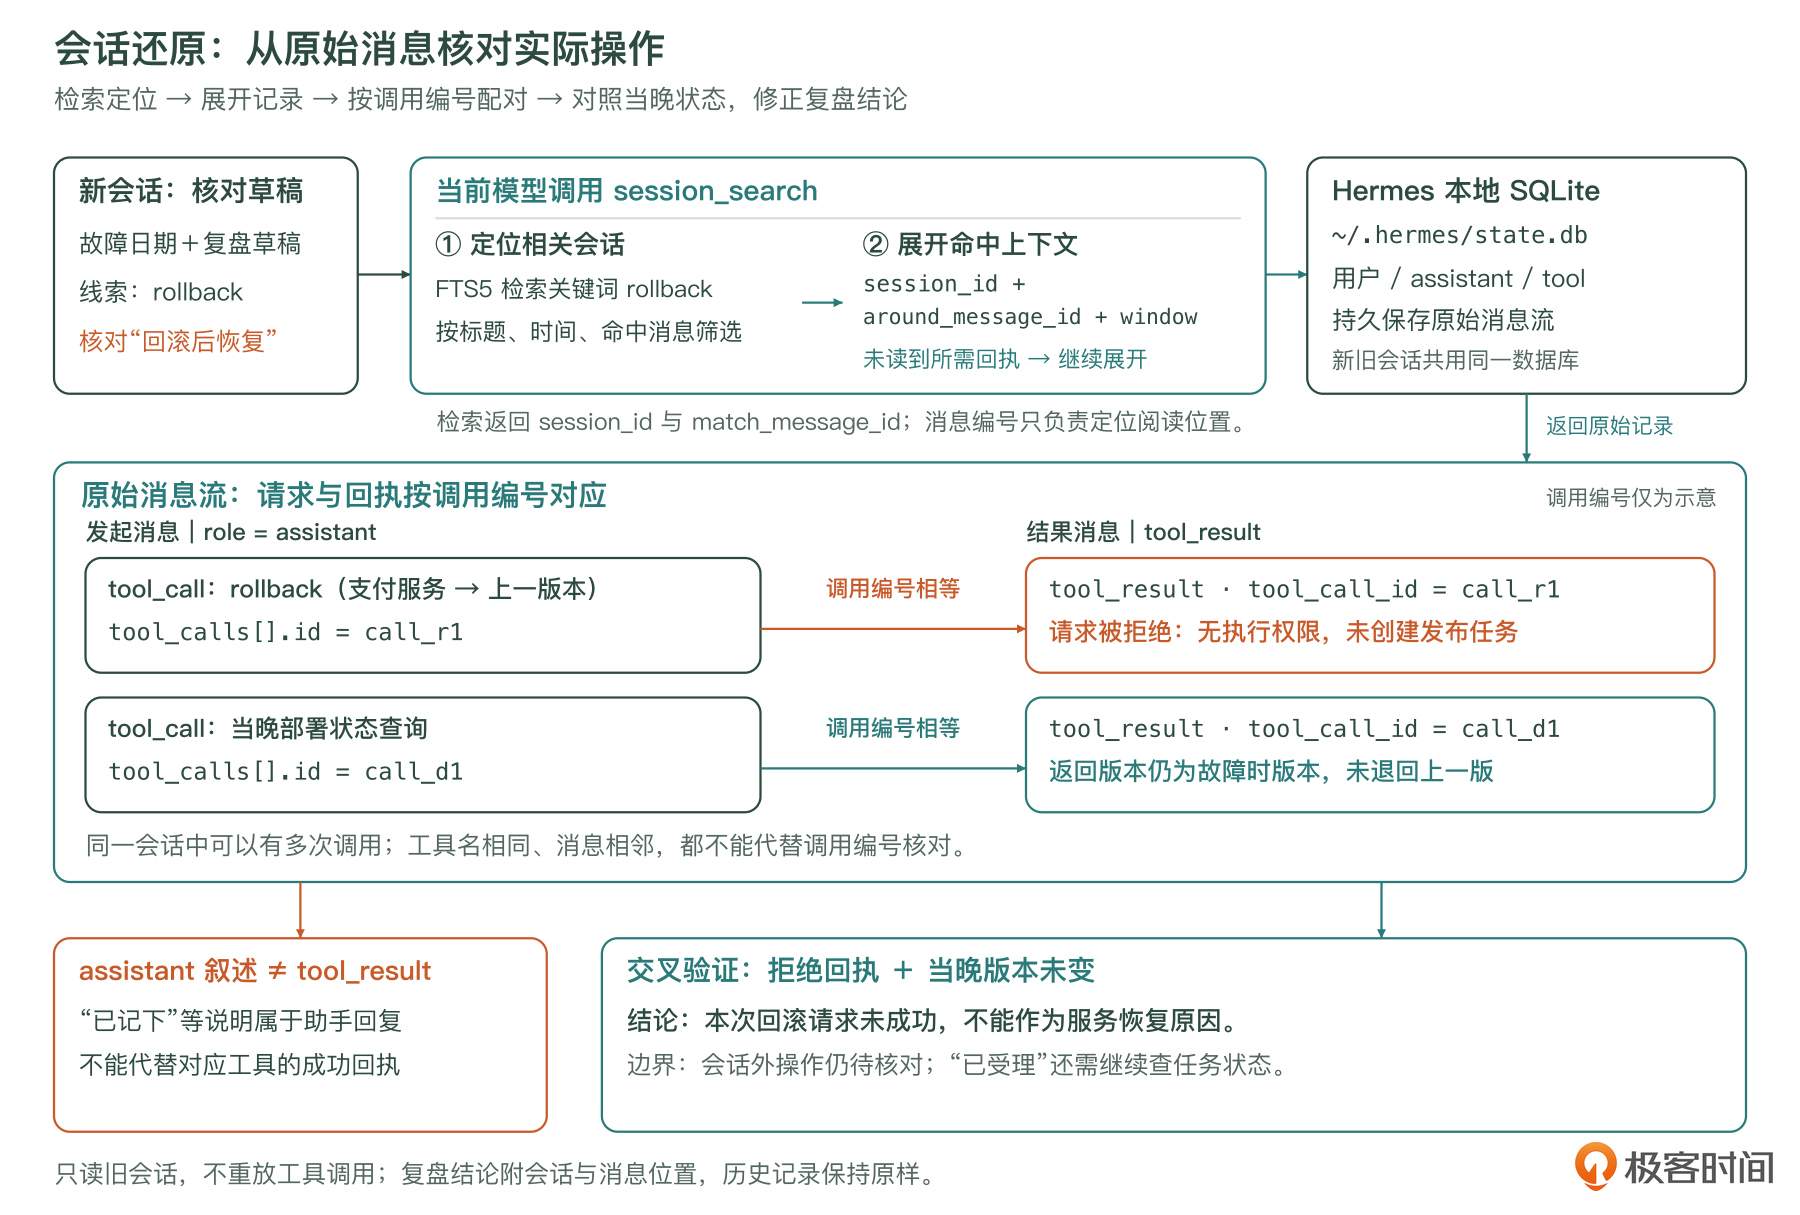 会话还原：从原始消息核对实际操作
检索定位 → 展开记录 → 按调用编号配对 → 对照当晚状态，修正复盘结论
新会话：核对草稿
故障日期＋复盘草稿
线索：rollback
核对“回滚后恢复”
当前模型调用 session_search
① 定位相关会话
FTS5 检索关键词 rollback
按标题、时间、命中消息筛选
② 展开命中上下文
session_id +
around_message_id + window
未读到所需回执 → 继续展开
Hermes 本地 SQLite
~/.hermes/state.db
用户 / assistant / tool
持久保存原始消息流
新旧会话共用同一数据库
检索返回 session_id 与 match_message_id；消息编号只负责定位阅读位置。
返回原始记录
原始消息流：请求与回执按调用编号对应
调用编号仅为示意
发起消息｜role = assistant
结果消息｜tool_result
tool_call：rollback（支付服务 → 上一版本）
tool_calls[].id = call_r1
调用编号相等
tool_result · tool_call_id = call_r1
请求被拒绝：无执行权限，未创建发布任务
tool_call：当晚部署状态查询
tool_calls[].id = call_d1
调用编号相等
tool_result · tool_call_id = call_d1
返回版本仍为故障时版本，未退回上一版
同一会话中可以有多次调用；工具名相同、消息相邻，都不能代替调用编号核对。
assistant 叙述 ≠ tool_result
“已记下”等说明属于助手回复
不能代替对应工具的成功回执
交叉验证：拒绝回执 ＋ 当晚版本未变
结论：本次回滚请求未成功，不能作为服务恢复原因。
边界：会话外操作仍待核对；“已受理”还需继续查任务状态。
只读旧会话，不重放工具调用；复盘结论附会话与消息位置，历史记录保持原样。
极客时间